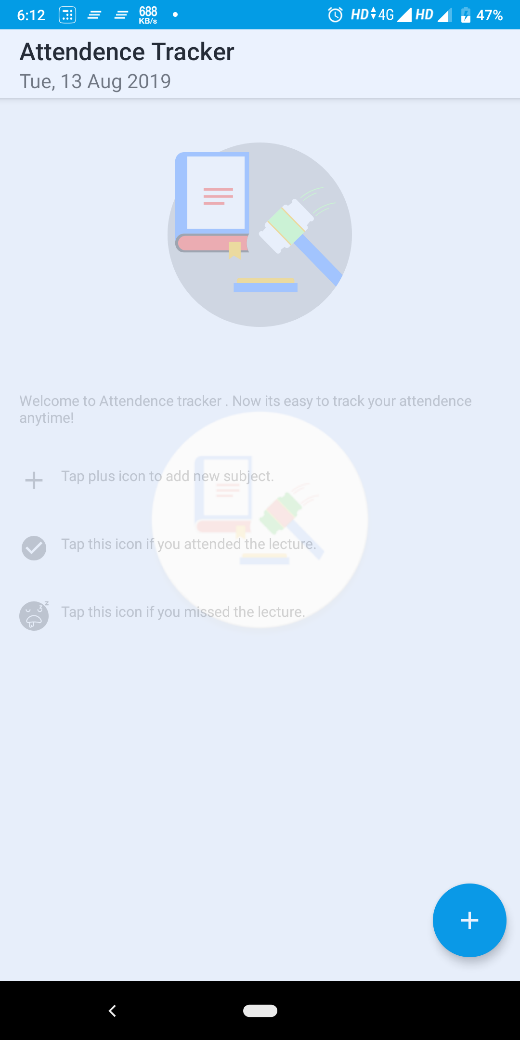 6:12 688 KB/s HD 4G HD 47%
Attendence Tracker
Tue, 13 Aug 2019
Welcome to Attendence tracker . Now its easy to track your attendence
anytime!
Tap plus icon to add new subject.
Tap this icon if you attended the lecture.
Tap this icon if you missed the lecture.